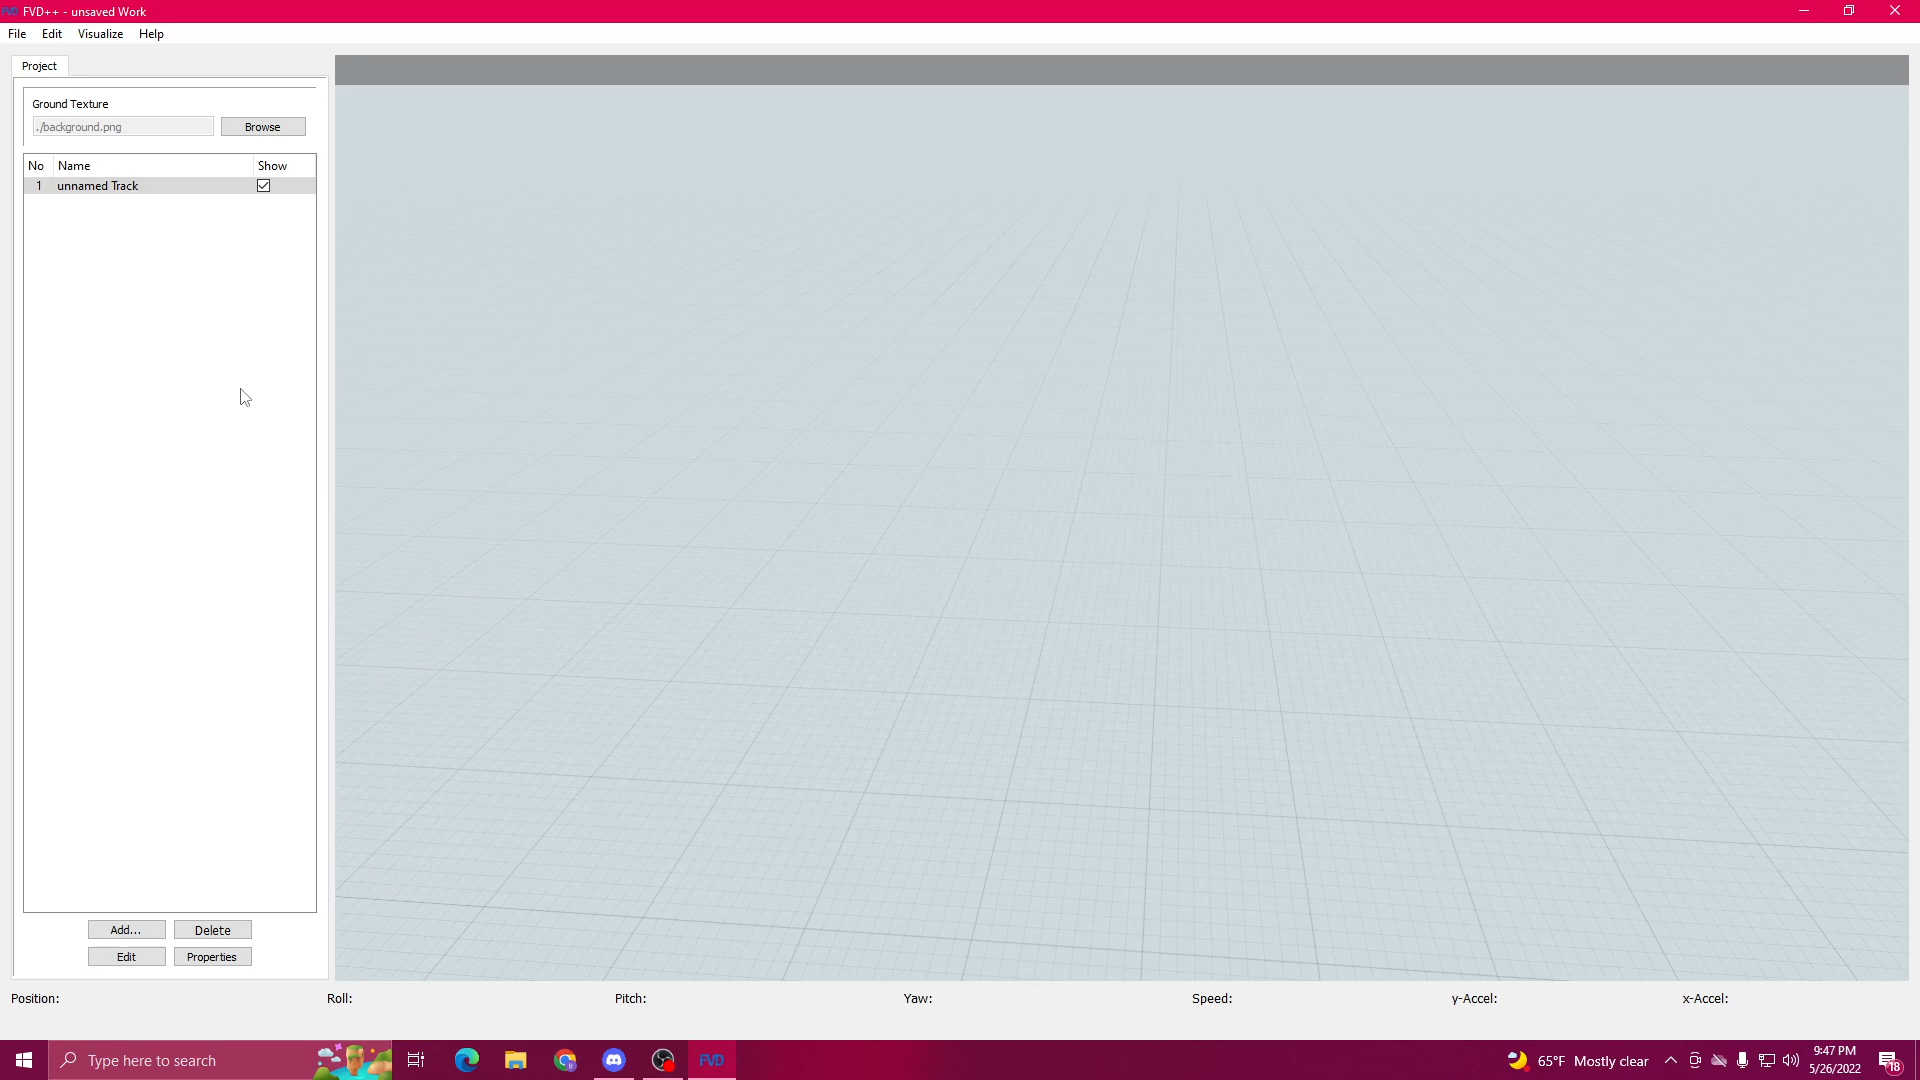 FVD FVD++ - unsaved Work
File Edit Visualize Help
Project
Ground Texture
./background.png Browse
No Name Show
1 unnamed Track
Add... Delete
Edit Properties
Position: Roll: Pitch: Yaw: Speed: y-Accel: x-Accel:
Type here to search
FVD
65°F Mostly clear
9:47 PM
5/26/2022
18